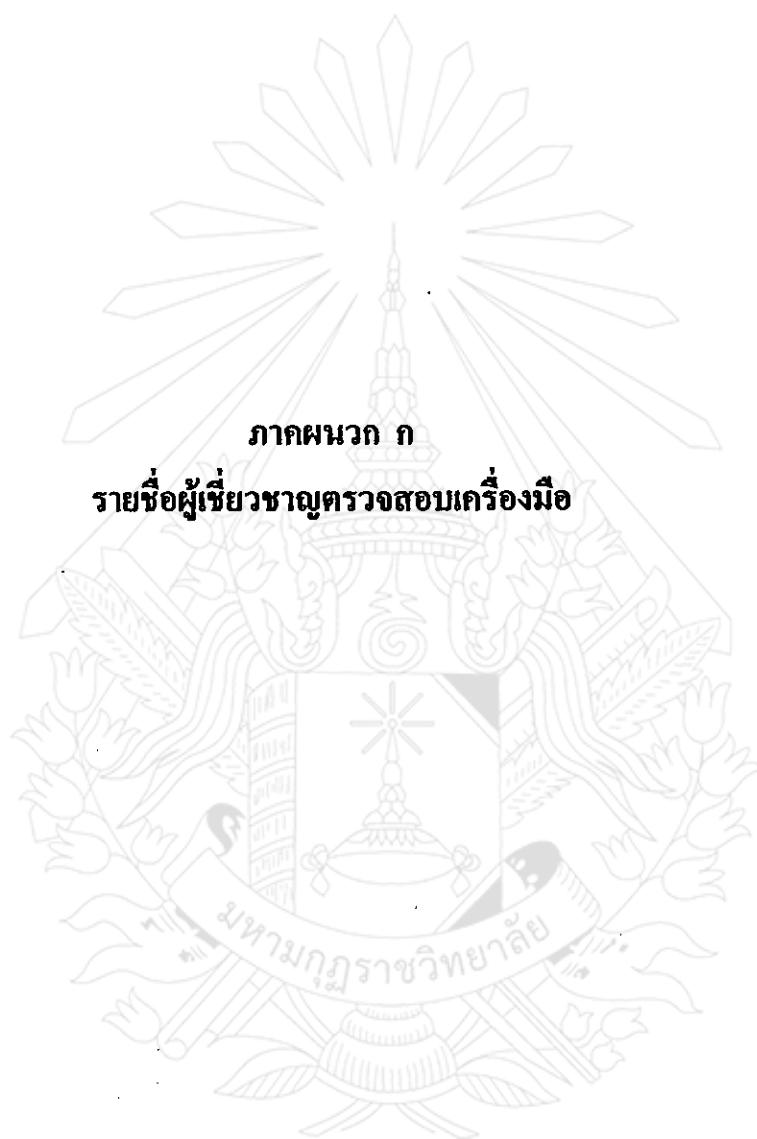 ภาคผนวก ก
รายชื่อผู้เชี่ยวชาญตรวจสอบเครื่องมือ
มหามกุฏราชวิทยาลัย